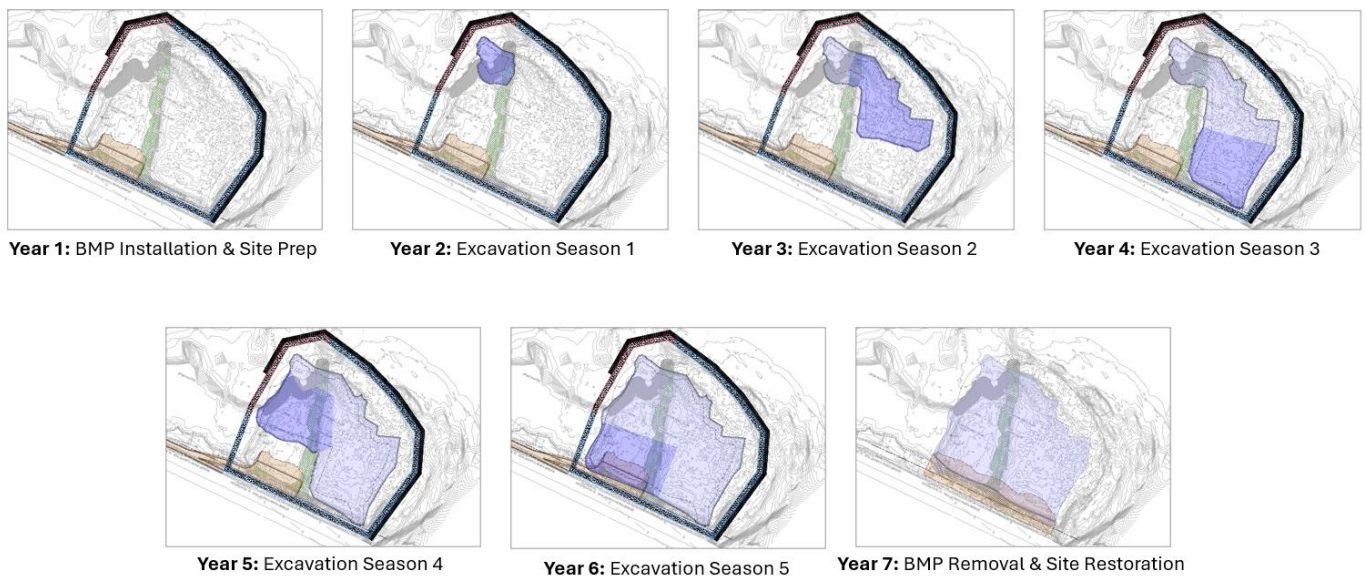 Year 1: BMP Installation & Site Prep
Year 2: Excavation Season 1
Year 3: Excavation Season 2
Year 4: Excavation Season 3
Year 5: Excavation Season 4
Year 6: Excavation Season 5
Year 7: BMP Removal & Site Restoration